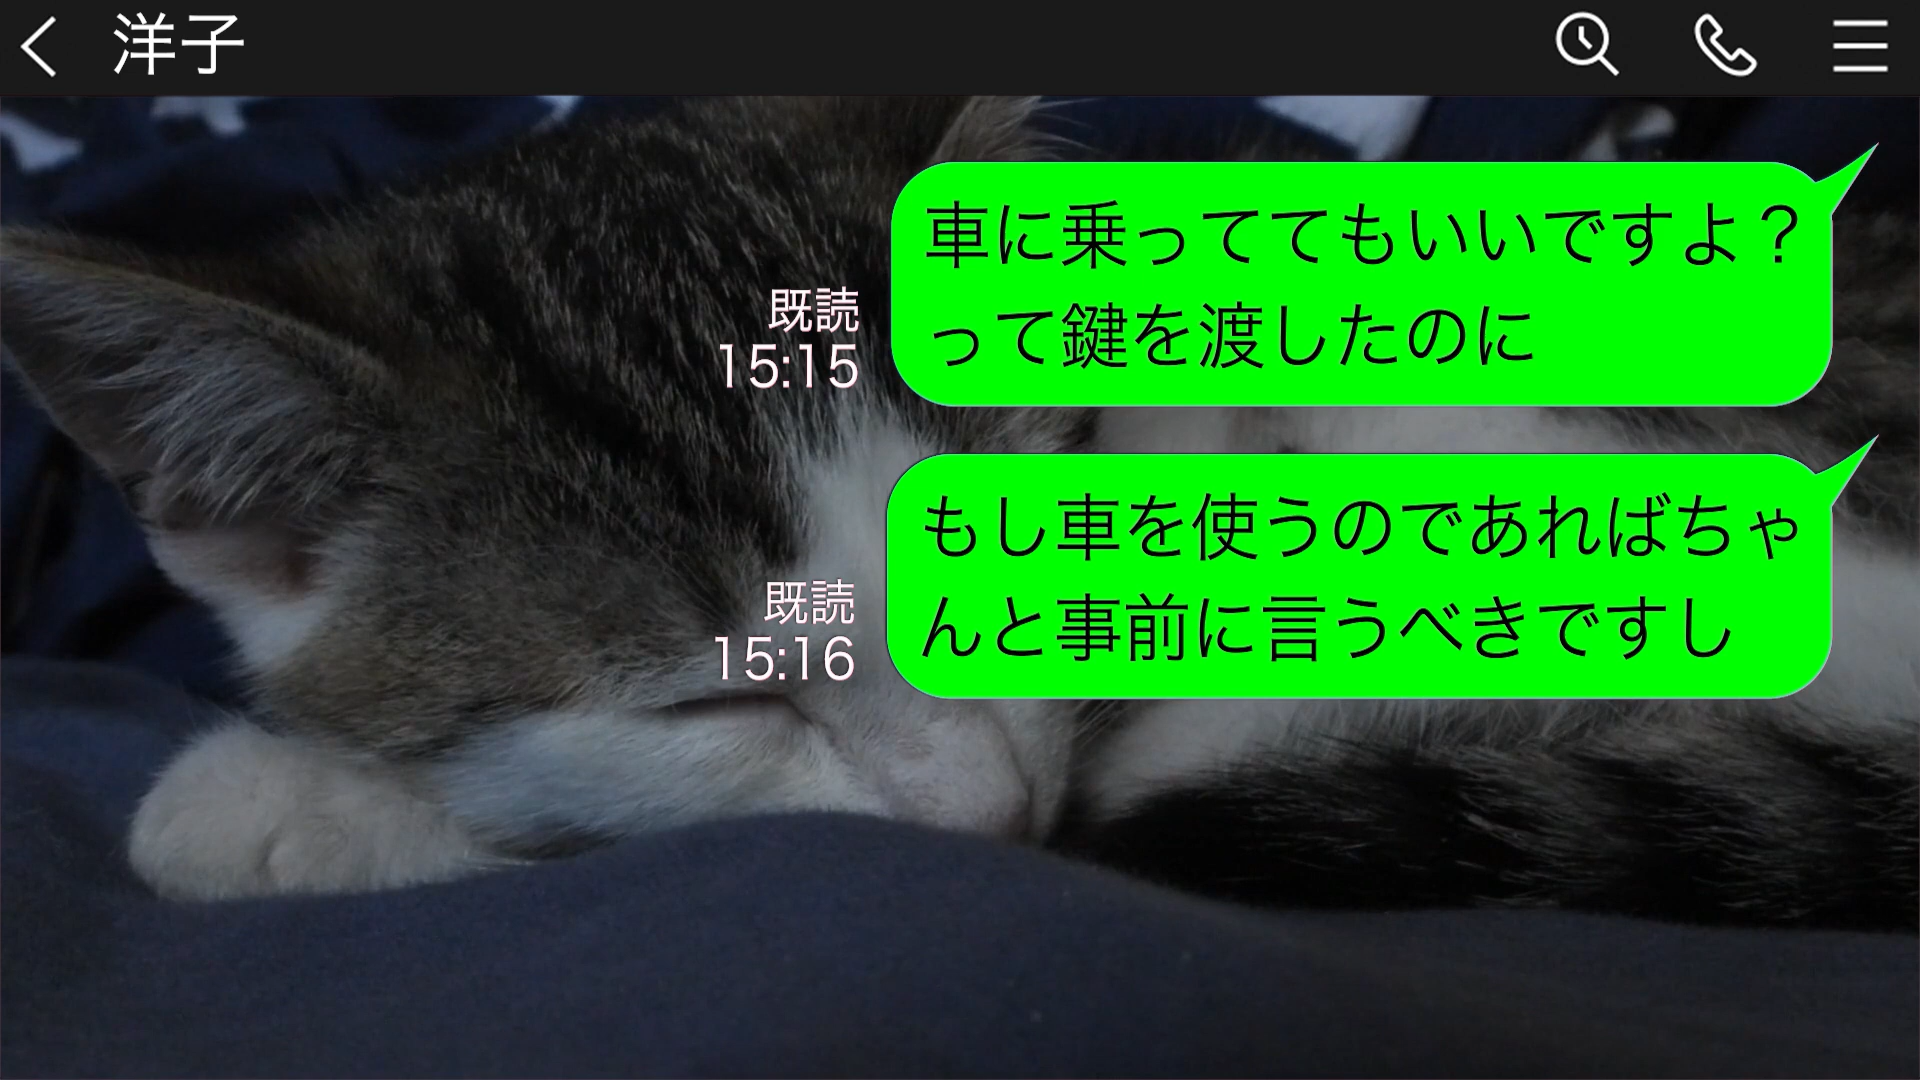 洋子
車に乗っててもいいですよ？
って鍵を渡したのに
既読
15:15
もし車を使うのであればちゃ
んと事前に言うべきですし
既読
15:16